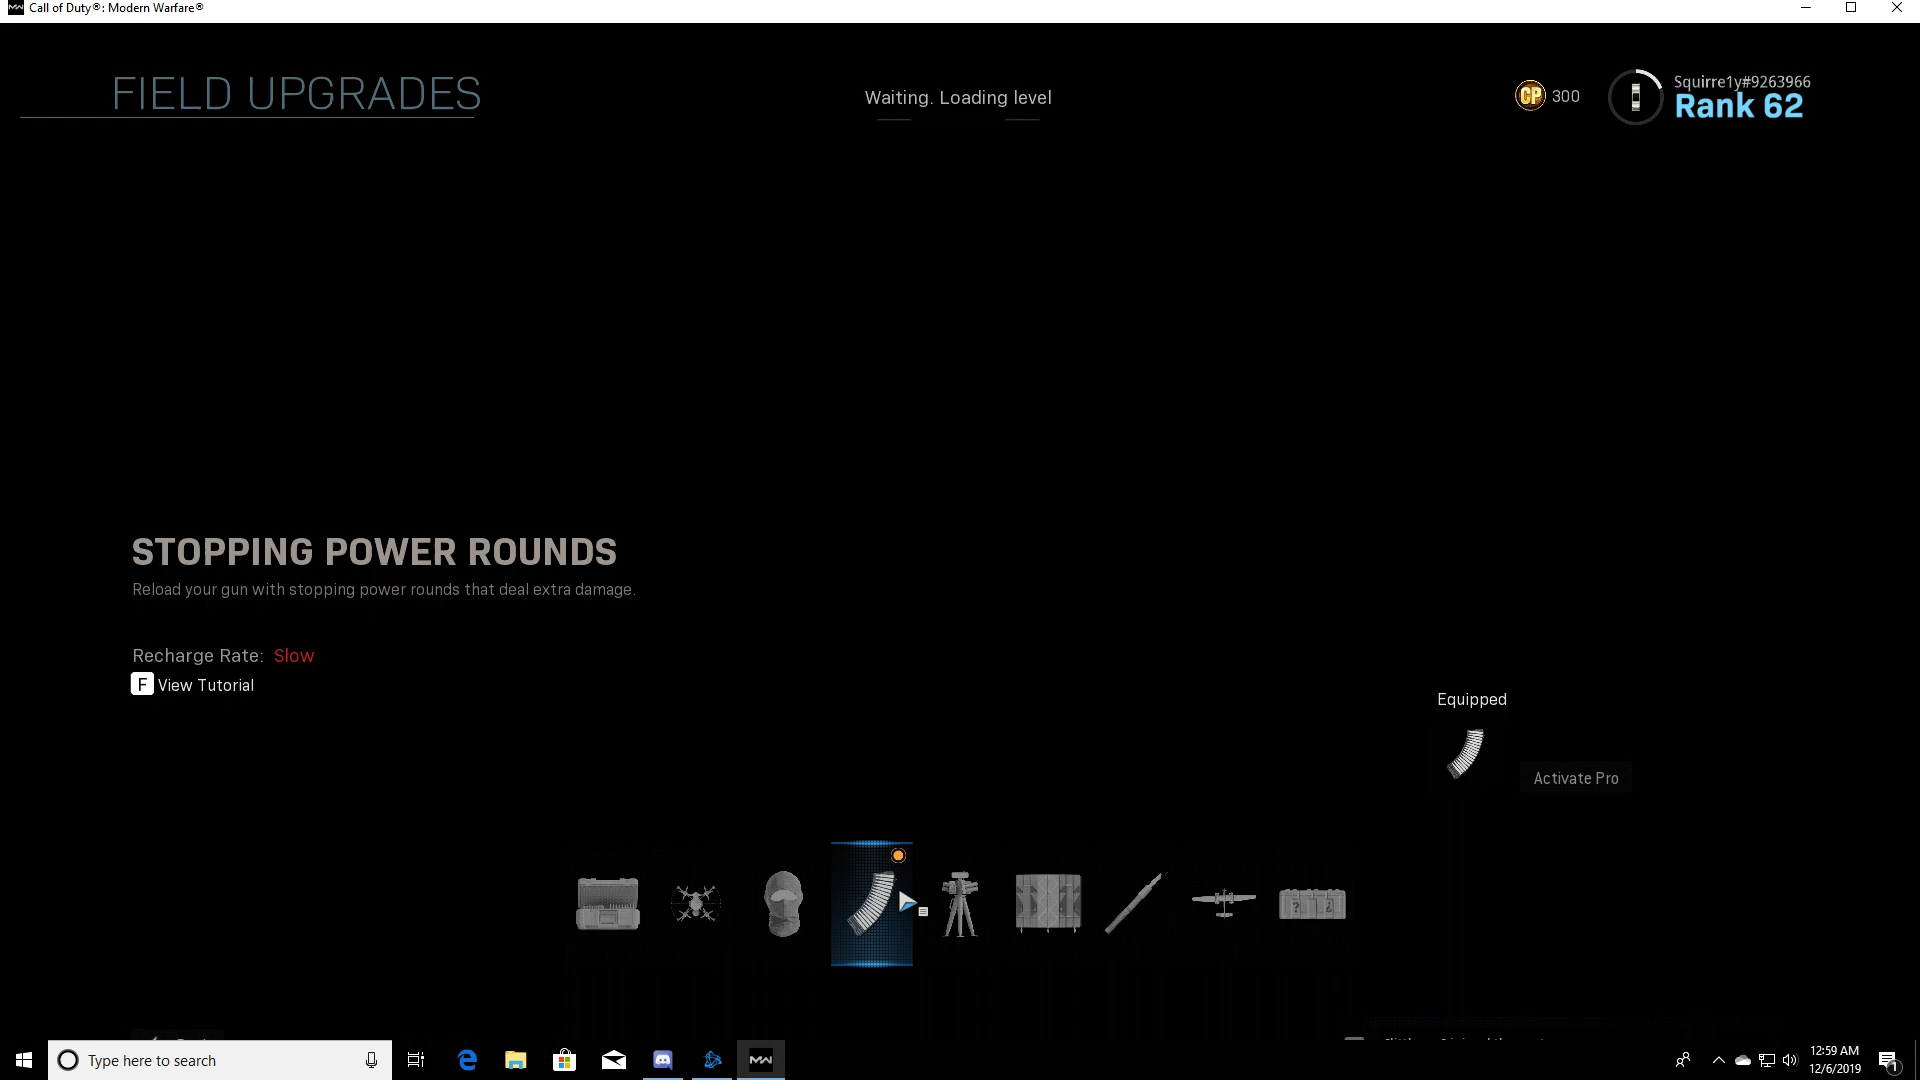 Call of Duty®: Modern Warfare®
FIELD UPGRADES
Waiting. Loading level
CP 300
Squirre1y#9263966
Rank 62
STOPPING POWER ROUNDS
Reload your gun with stopping power rounds that deal extra damage.
Recharge Rate: Slow
F View Tutorial
Equipped
Activate Pro
? ?
Type here to search
MW
12:59 AM
12/6/2019
1